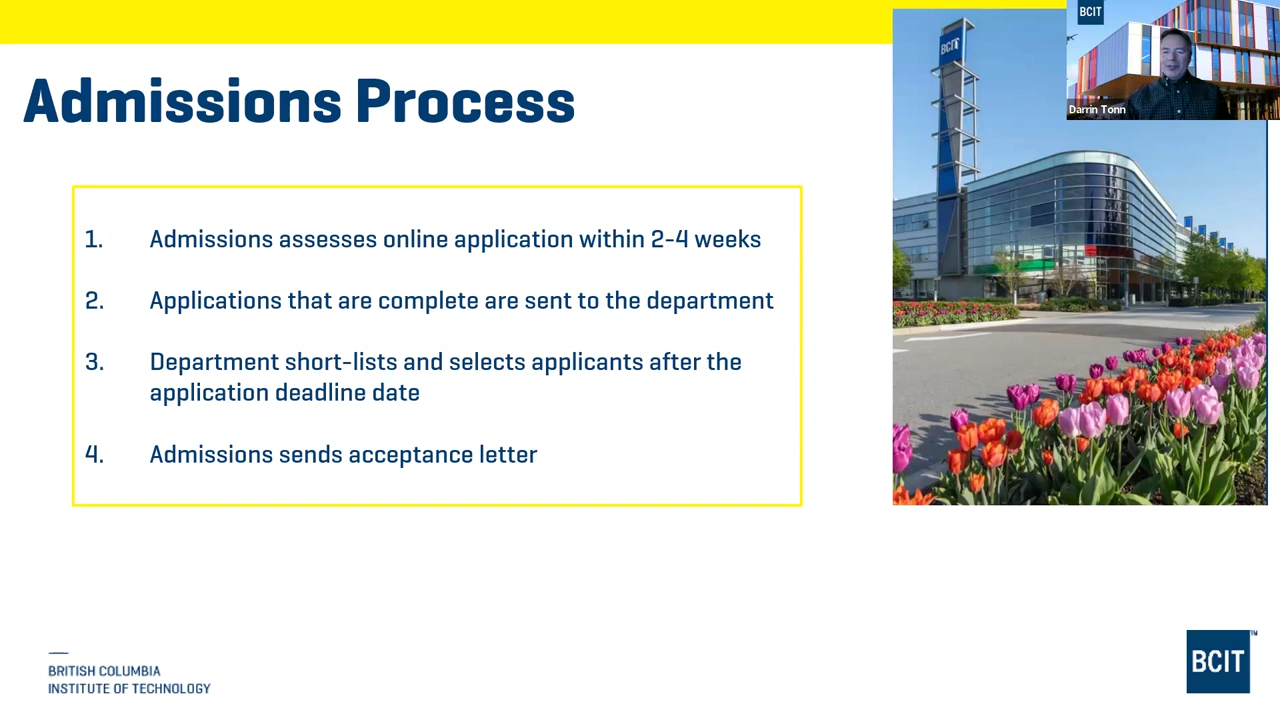 Admissions Process
1. Admissions assesses online application within 2-4 weeks
2. Applications that are complete are sent to the department
3. Department short-lists and selects applicants after the
application deadline date
4. Admissions sends acceptance letter
BCIT
BCIT
Darrin Tonn
BRITISH COLUMBIA
INSTITUTE OF TECHNOLOGY
BCIT™